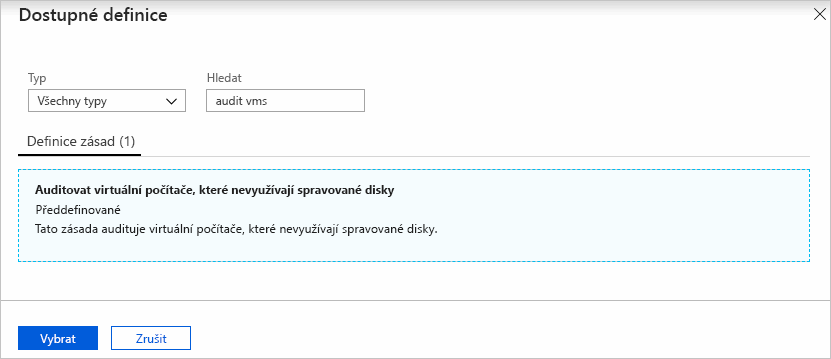 Dostupné definice
Typ
Hledat
Všechny typy
audit vms
Definice zásad (1)
Auditovat virtuální počítače, které nevyužívají spravované disky
Předdefinované
Tato zásada audituje virtuální počítače, které nevyužívají spravované disky.
Vybrat
Zrušit